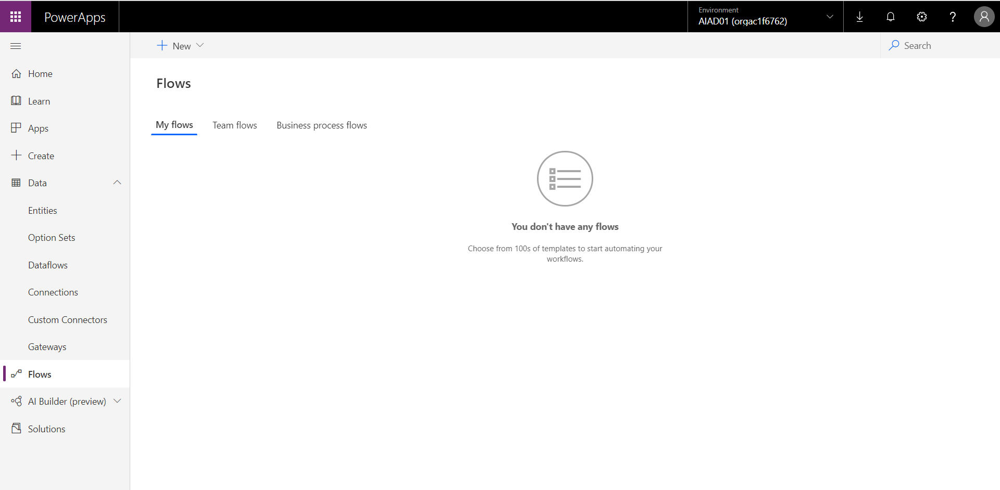 PowerApps
Environment
AIAD01 (orgac1f6762)
New
Search
Home
Learn
Apps
Create
Data
Entities
Option Sets
Dataflows
Connections
Custom Connectors
Gateways
Flows
AI Builder (preview)
Solutions
Flows
My flows
Team flows
Business process flows
You don't have any flows
Choose from 100s of templates to start automating your
workflows.